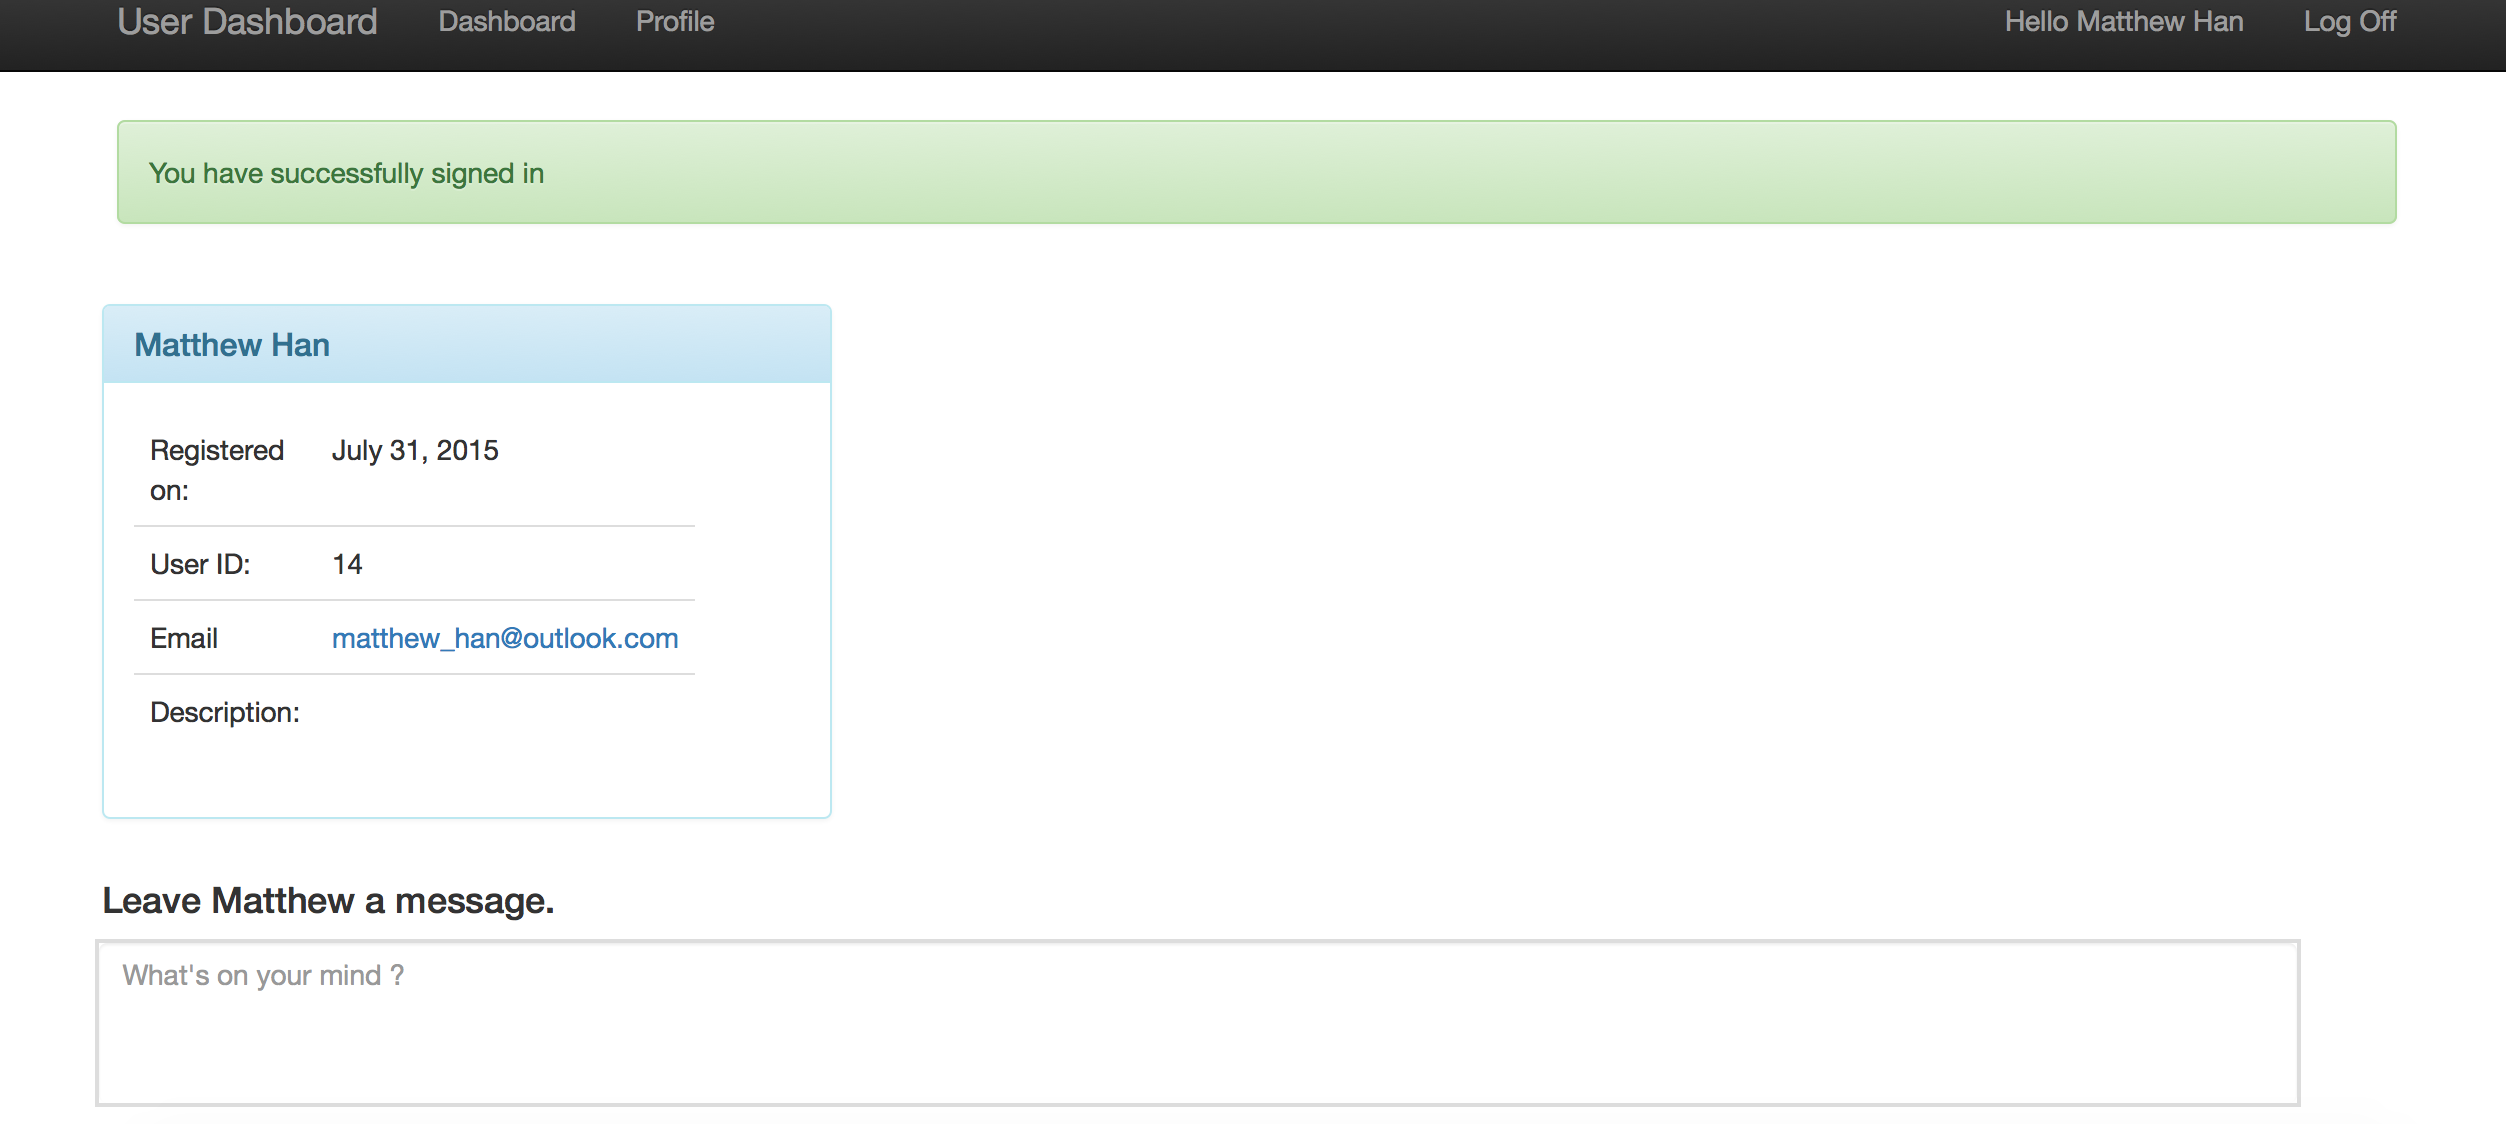 User Dashboard Dashboard Profile Hello Matthew Han Log Off
You have successfully signed in
Matthew Han
Registered on: July 31, 2015
User ID: 14
Email matthew_han@outlook.com
Description:
Leave Matthew a message.
What's on your mind ?